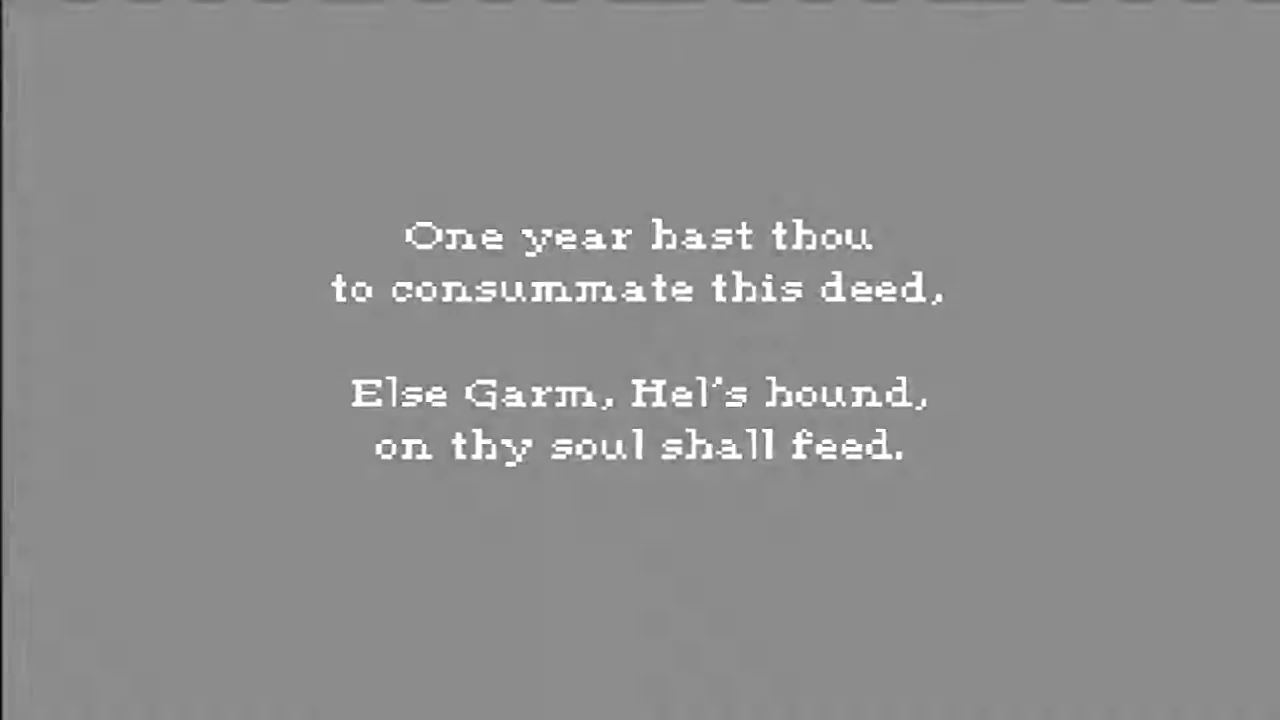 One year hast thou
to consummate this deed,
Else Garm, Hel's hound,
on thy soul shall feed.